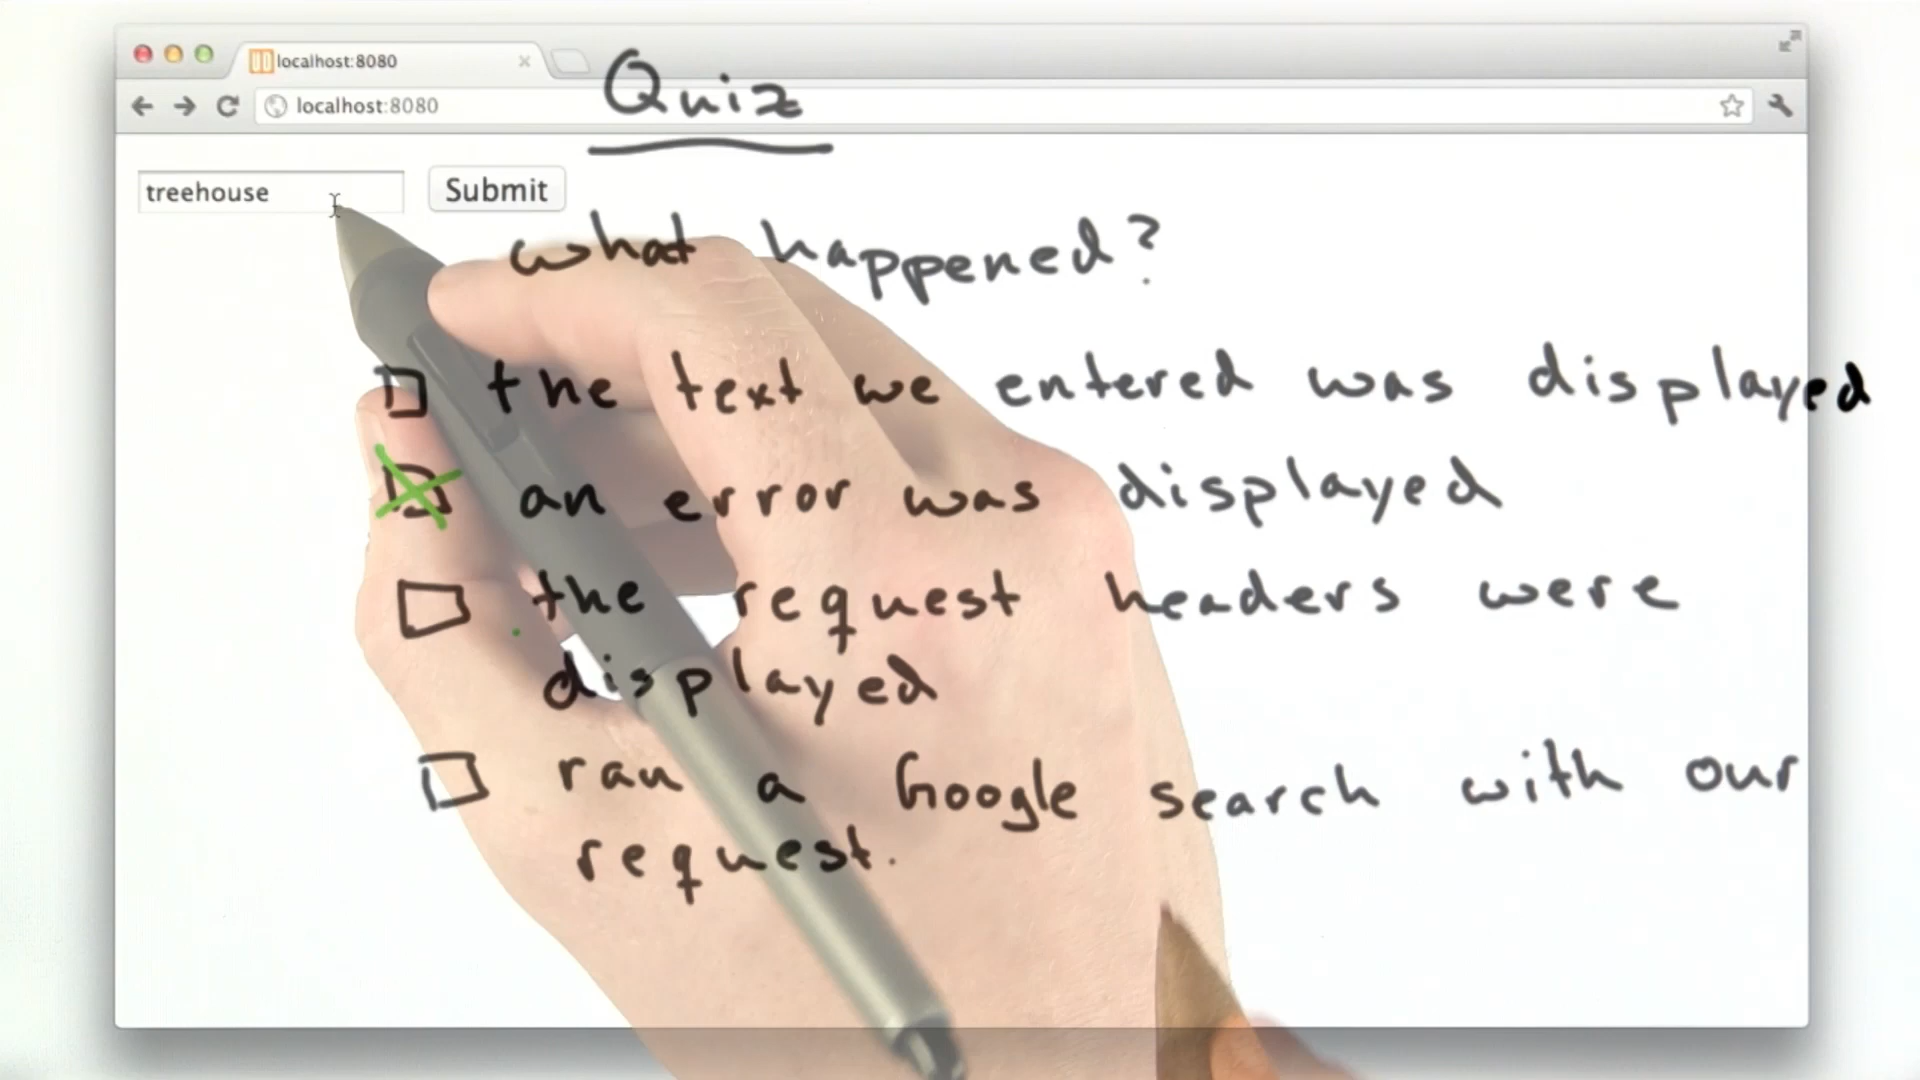 localhost:8080
localhost:8080
Quiz
treehouse
Submit
what happened?
the text we entered was displayed
an error was displayed
the request headers were
displayed
ran a Google search with our
request.